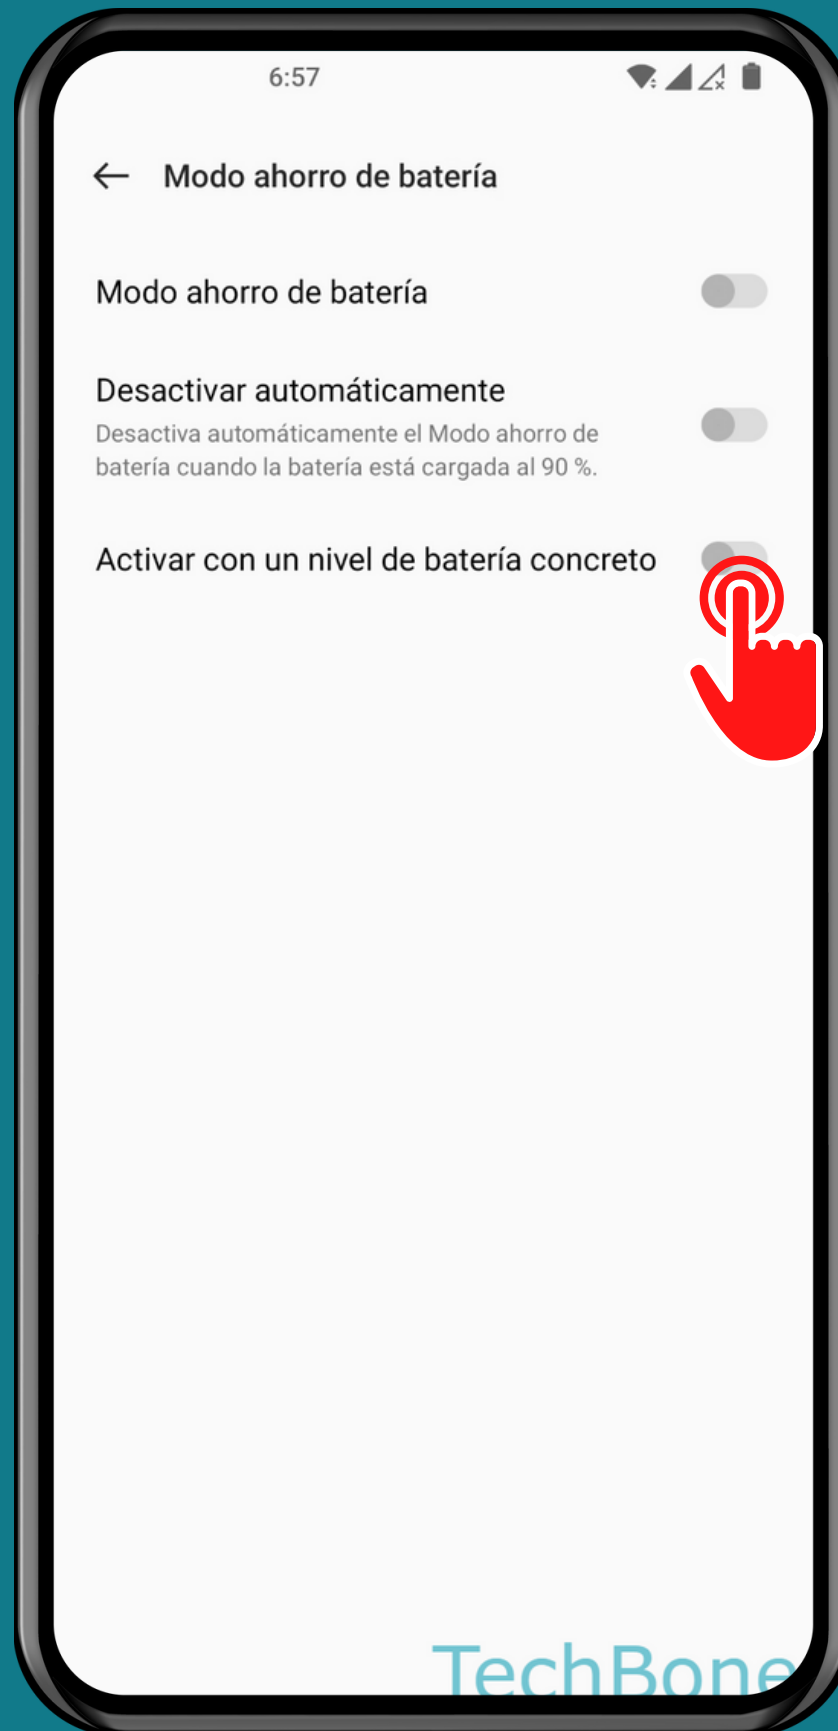 6:57
Modo ahorro de batería
Modo ahorro de batería
Desactivar automáticamente
Desactiva automáticamente el Modo ahorro de
batería cuando la batería está cargada al 90 %.
Activar con un nivel de batería concreto
TechBone